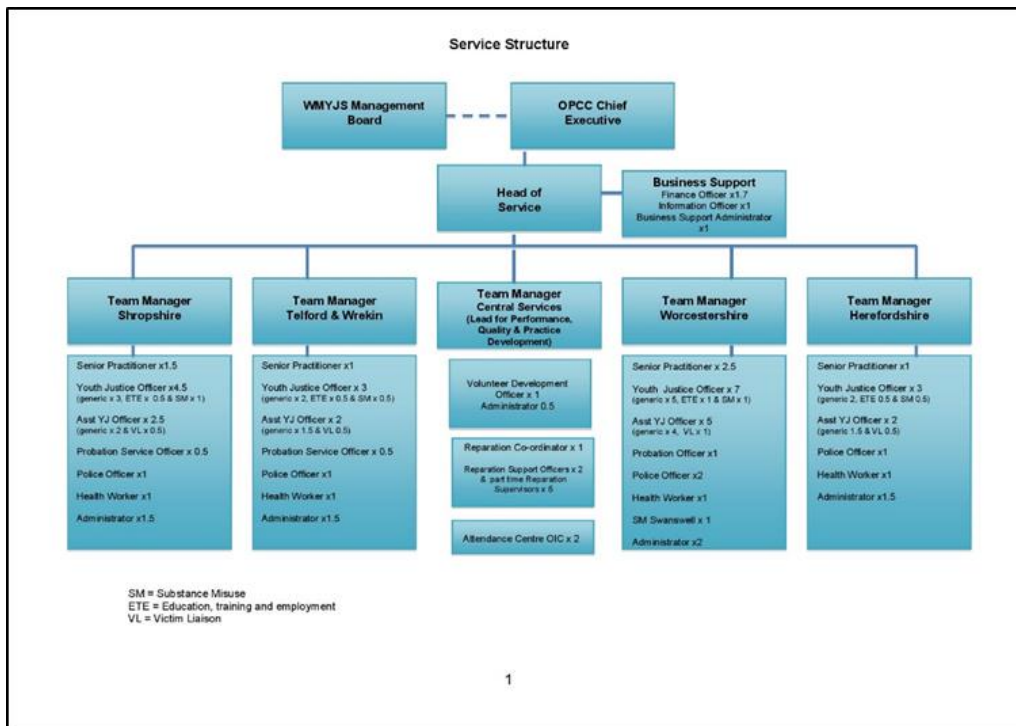 Service Structure
WMYJS Management
Board
OPCC Chief
Executive
Head of
Service
Business Support
Finance Officer x1.7
Information Officer x1
Business Support Administrator
x1
Team Manager
Shropshire
Senior Practitioner x1.5
Youth Justice Officer x4.5
(generic x 3, ETE x 0.5 & SM x 1)
Asst YJ Officer x 2.5
(generic x 2 & VL x 0.5)
Probation Service Officer x 0.5
Police Officer x1
Health Worker x1
Administrator x1.5
Team Manager
Telford & Wrekin
Senior Practitioner x1
Youth Justice Officer x 3
(generic x 2, ETE x 0.5 & SM x 0.5)
Asst YJ Officer x 2
(generic x 1.5 & VL 0.5)
Probation Service Officer x 0.5
Police Officer x1
Health Worker x1
Administrator x1.5
Team Manager
Central Services
(Lead for Performance,
Quality & Practice
Development)
Volunteer Development
Officer x 1
Administrator 0.5
Reparation Co-ordinator x 1
Reparation Support Officers x 2
& part time Reparation
Supervisors x 5
Attendance Centre OIC x 2
Team Manager
Worcestershire
Senior Practitioner x 2.5
Youth Justice Officer x 7
(generic x 5, ETE x 1 & SM x 1)
Asst YJ Officer x 5
(generic x 4, VL x 1)
Probation Officer x1
Police Officer x2
Health Worker x1
SM Swanswell x 1
Administrator x2
Team Manager
Herefordshire
Senior Practitioner x1
Youth Justice Officer x 3
(generic 2, ETE 0.5 & SM 0.5)
Asst YJ Officer x 2
(generic 1.5 & VL 0.5)
Police Officer x1
Health Worker x1
Administrator x1.5
SM = Substance Misuse
ETE = Education, training and employment
VL = Victim Liaison
1